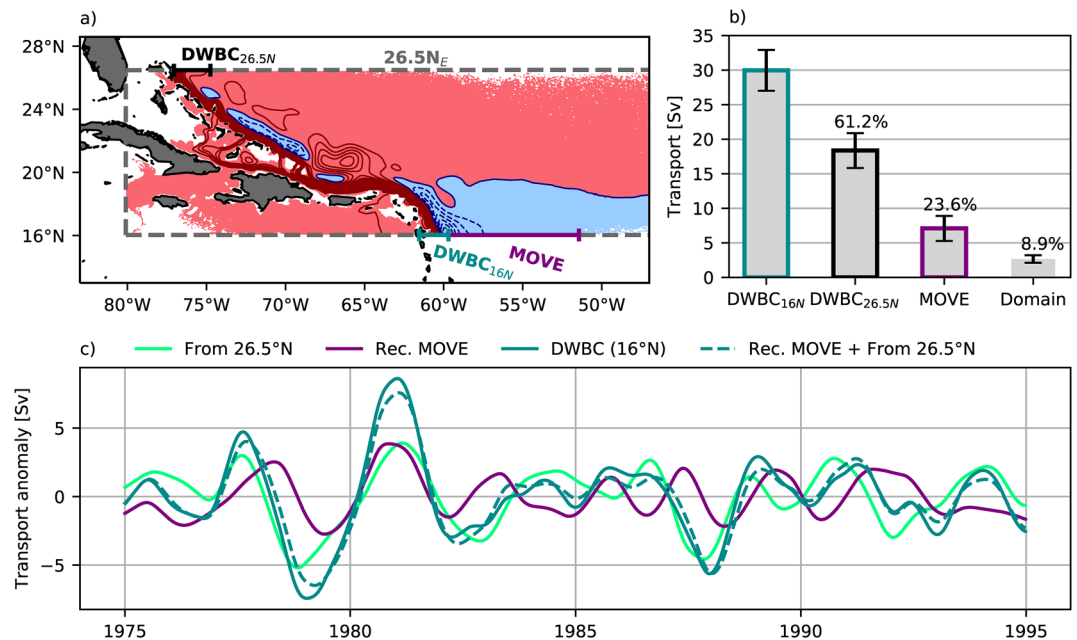 a)
28°N
24°N
20°N
16°N
DWBC26.5N
26.5NE
DWBC16N
MOVE
80°W 75°W 70°W 65°W 60°W 55°W 50°W
b)
Transport [Sv]
35
30
25
20
15
10
5
0
61.2%
23.6%
8.9%
DWBC16N DWBC26.5N MOVE Domain
c)
From 26.5°N Rec. MOVE DWBC (16°N) Rec. MOVE + From 26.5°N
Transport anomaly [Sv]
5
0
−5
1975 1980 1985 1990 1995